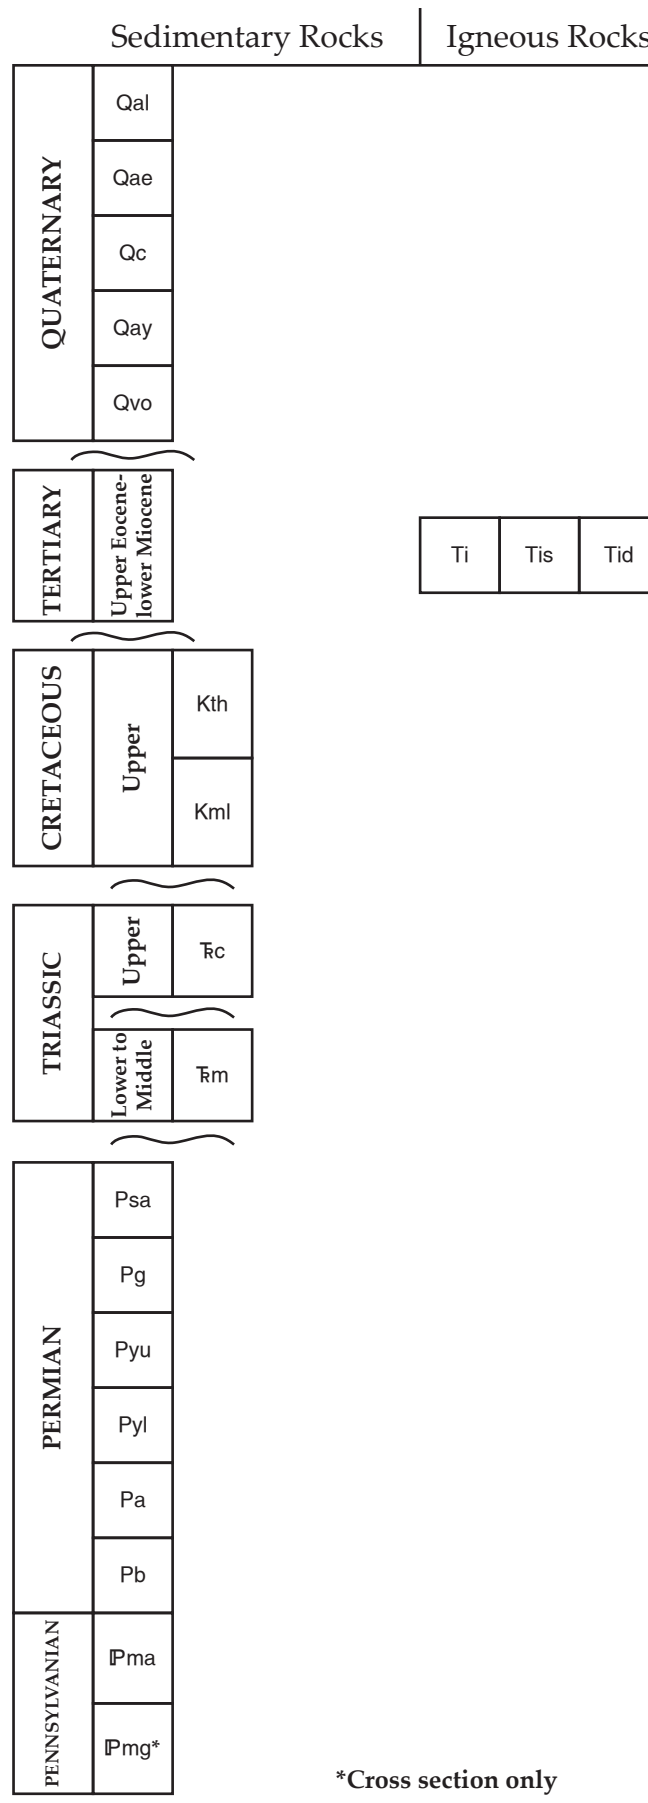 Sedimentary Rocks
Igneous Rocks
QUATERNARY
Qal
Qae
Qc
Qay
Qvo
TERTIARY
Upper Eocene-
lower Miocene
Ti
Tis
Tid
CRETACEOUS
Upper
Kth
Kml
TRIASSIC
Upper
Ŧc
Lower to
Middle
Ŧm
PERMIAN
Psa
Pg
Pyu
Pyl
Pa
Pb
PENNSYLVANIAN
ℙma
ℙmg*
*Cross section only